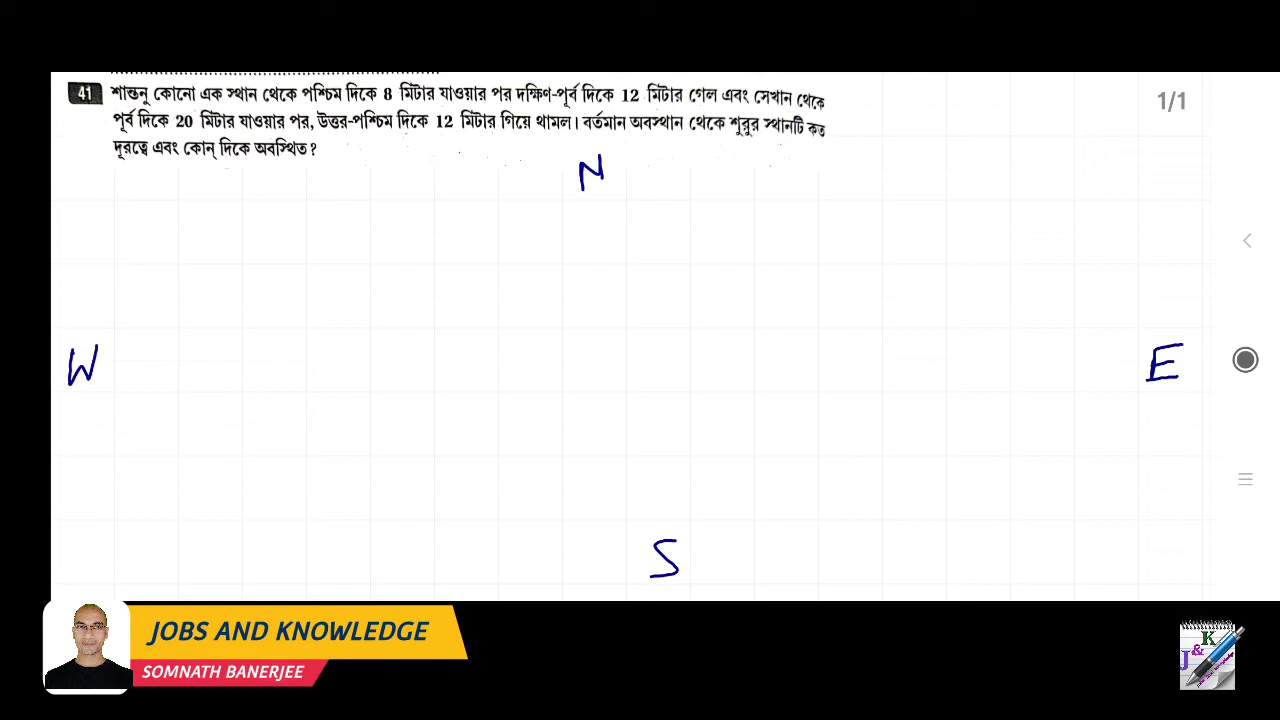 41 শান্তনু কোনো এক স্থান থেকে পশ্চিম দিকে 8 মিটার যাওয়ার পর দক্ষিণ-পূর্ব দিকে 12 মিটার গেল এবং সেখান থেকে
1/1
পূর্ব দিকে 20 মিটার যাওয়ার পর, উত্তর-পশ্চিম দিকে 12 মিটার গিয়ে থামল। বর্তমান অবস্থান থেকে শুরুর স্থানটি কত
দূরত্বে এবং কোন্ দিকে অবস্থিত?
N
W
E
S
JOBS AND KNOWLEDGE
SOMNATH BANERJEE
J & K